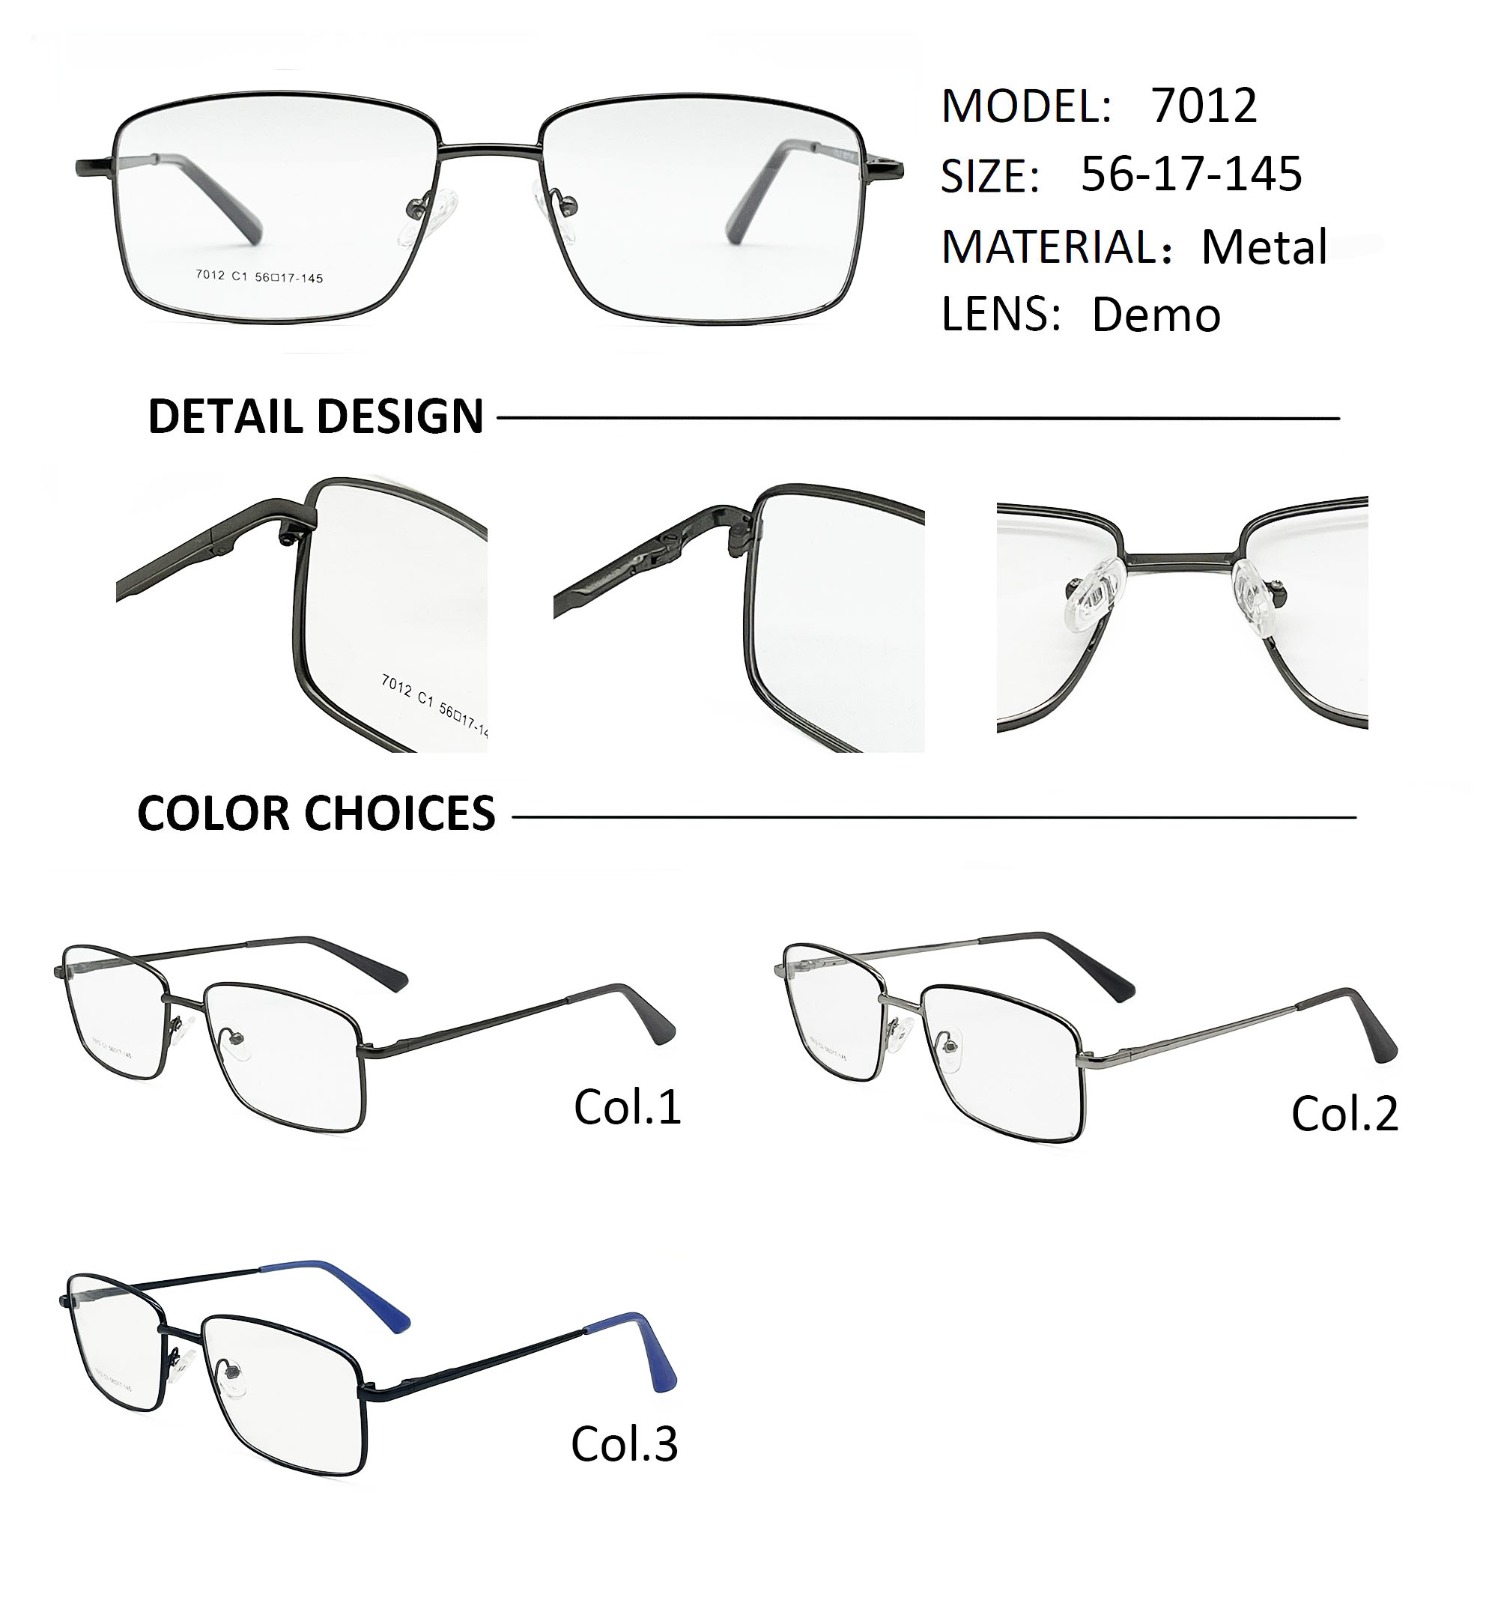 MODEL: 7012
SIZE: 56-17-145
MATERIAL: Metal
LENS: Demo
7012 C1 56□17-145
DETAIL DESIGN
7012 C1 56□17-14
COLOR CHOICES
Col.1
Col.2
Col.3